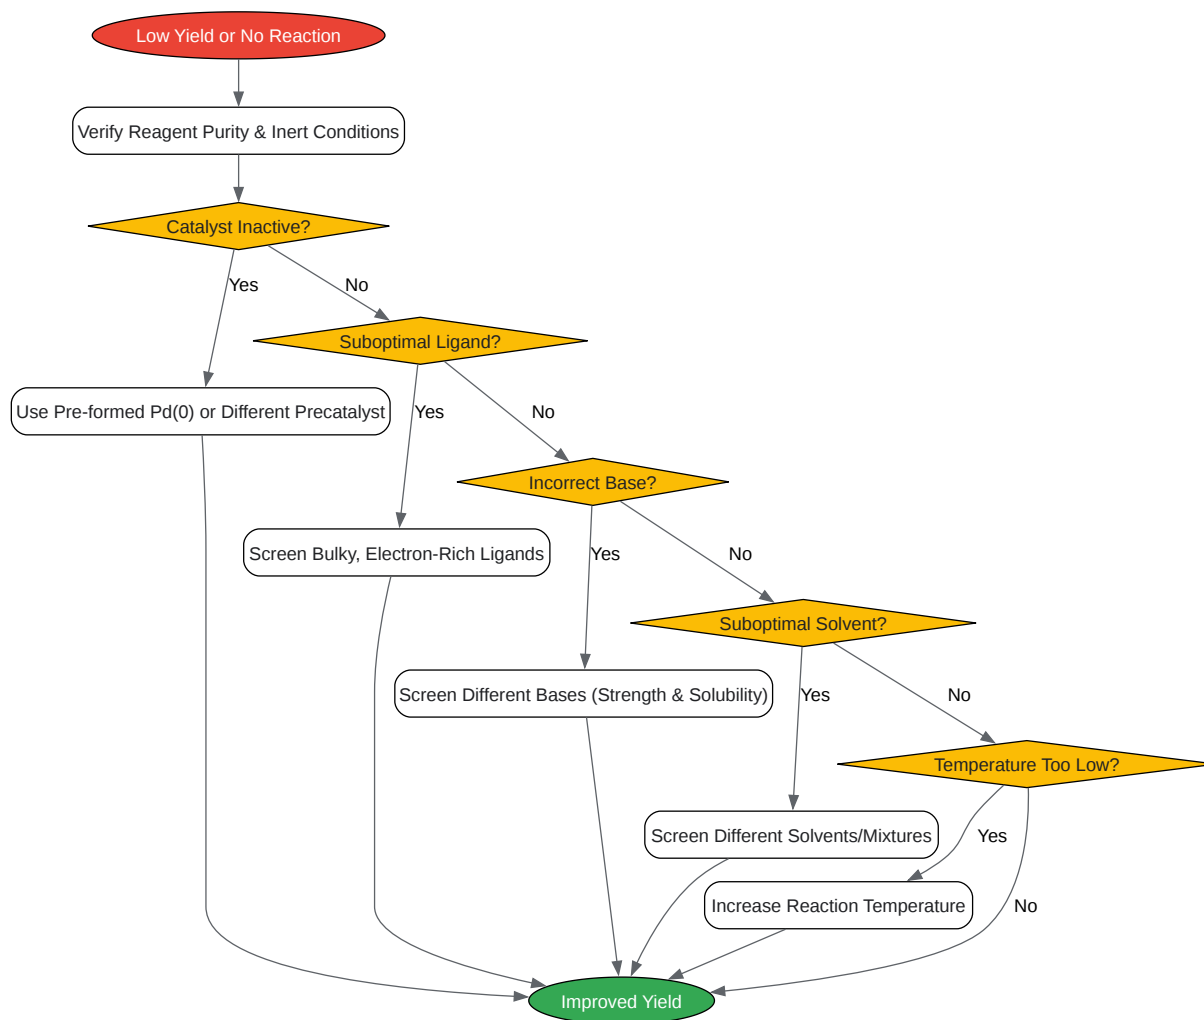 Low Yield or No Reaction
Verify Reagent Purity & Inert Conditions
Catalyst Inactive?
Yes
No
Suboptimal Ligand?
Use Pre-formed Pd(0) or Different Precatalyst
Yes
No
Incorrect Base?
Screen Bulky, Electron-Rich Ligands
Yes
No
Suboptimal Solvent?
Screen Different Bases (Strength & Solubility)
Yes
No
Temperature Too Low?
Screen Different Solvents/Mixtures
Yes
Increase Reaction Temperature
No
Improved Yield